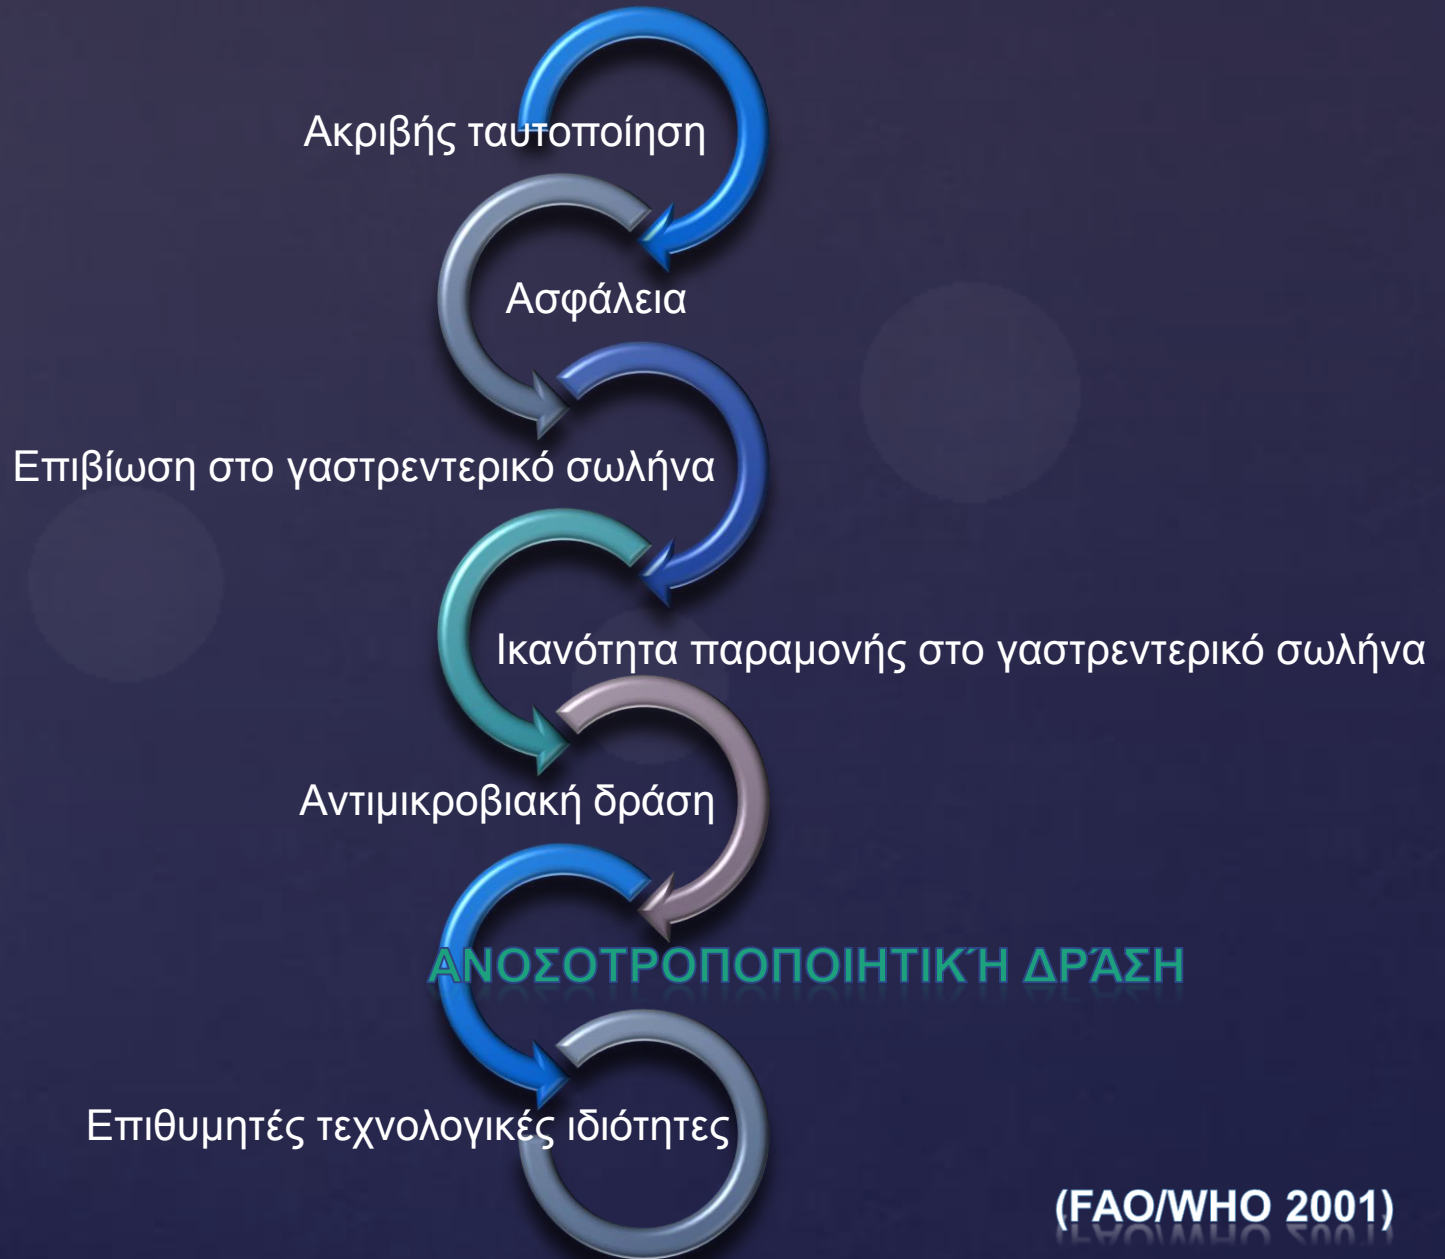 Ακριβής ταυτοποίηση
Ασφάλεια
Επιβίωση στο γαστρεντερικό σωλήνα
Ικανότητα παραμονής στο γαστρεντερικό σωλήνα
Αντιμικροβιακή δράση
ΑΝΟΣΟΤΡΟΠΟΠΟΙΗΤΙΚΉ ΔΡΆΣΗ
Επιθυμητές τεχνολογικές ιδιότητες
(FAO/WHO 2001)